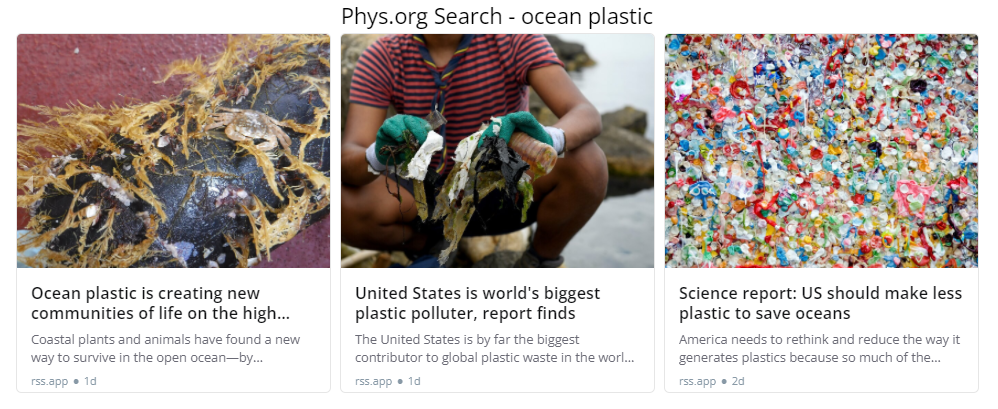 Phys.org Search - ocean plastic
Ocean plastic is creating new
communities of life on the high...
Coastal plants and animals have found a new
way to survive in the open ocean—by...
rss.app • 1d
United States is world's biggest
plastic polluter, report finds
The United States is by far the biggest
contributor to global plastic waste in the worl...
rss.app • 1d
Science report: US should make less
plastic to save oceans
America needs to rethink and reduce the way it
generates plastics because so much of the...
rss.app • 2d